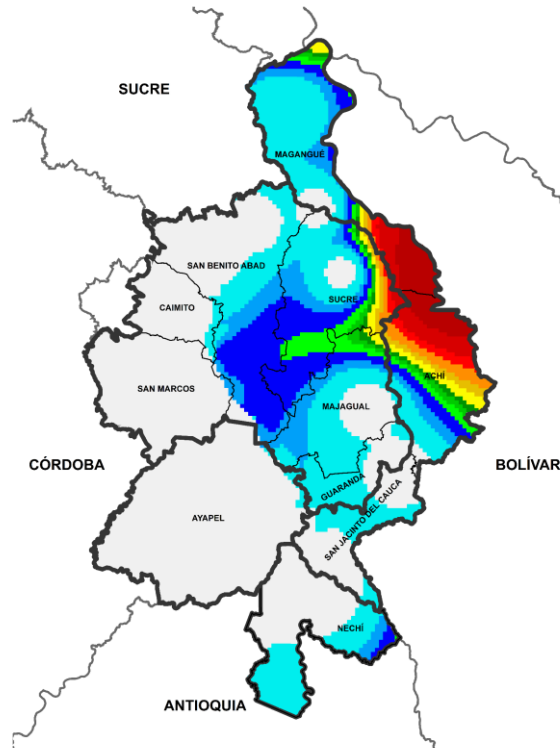 SUCRE
MAGANGUÉ
SAN BENITO ABAD
SUCRE
CAIMITO
ACHÍ
SAN MARCOS
MAJAGUAL
CÓRDOBA
BOLÍVAR
GUARANDA
AYAPEL
SAN JACINTO DEL CAUCA
NECHÍ
ANTIOQUIA